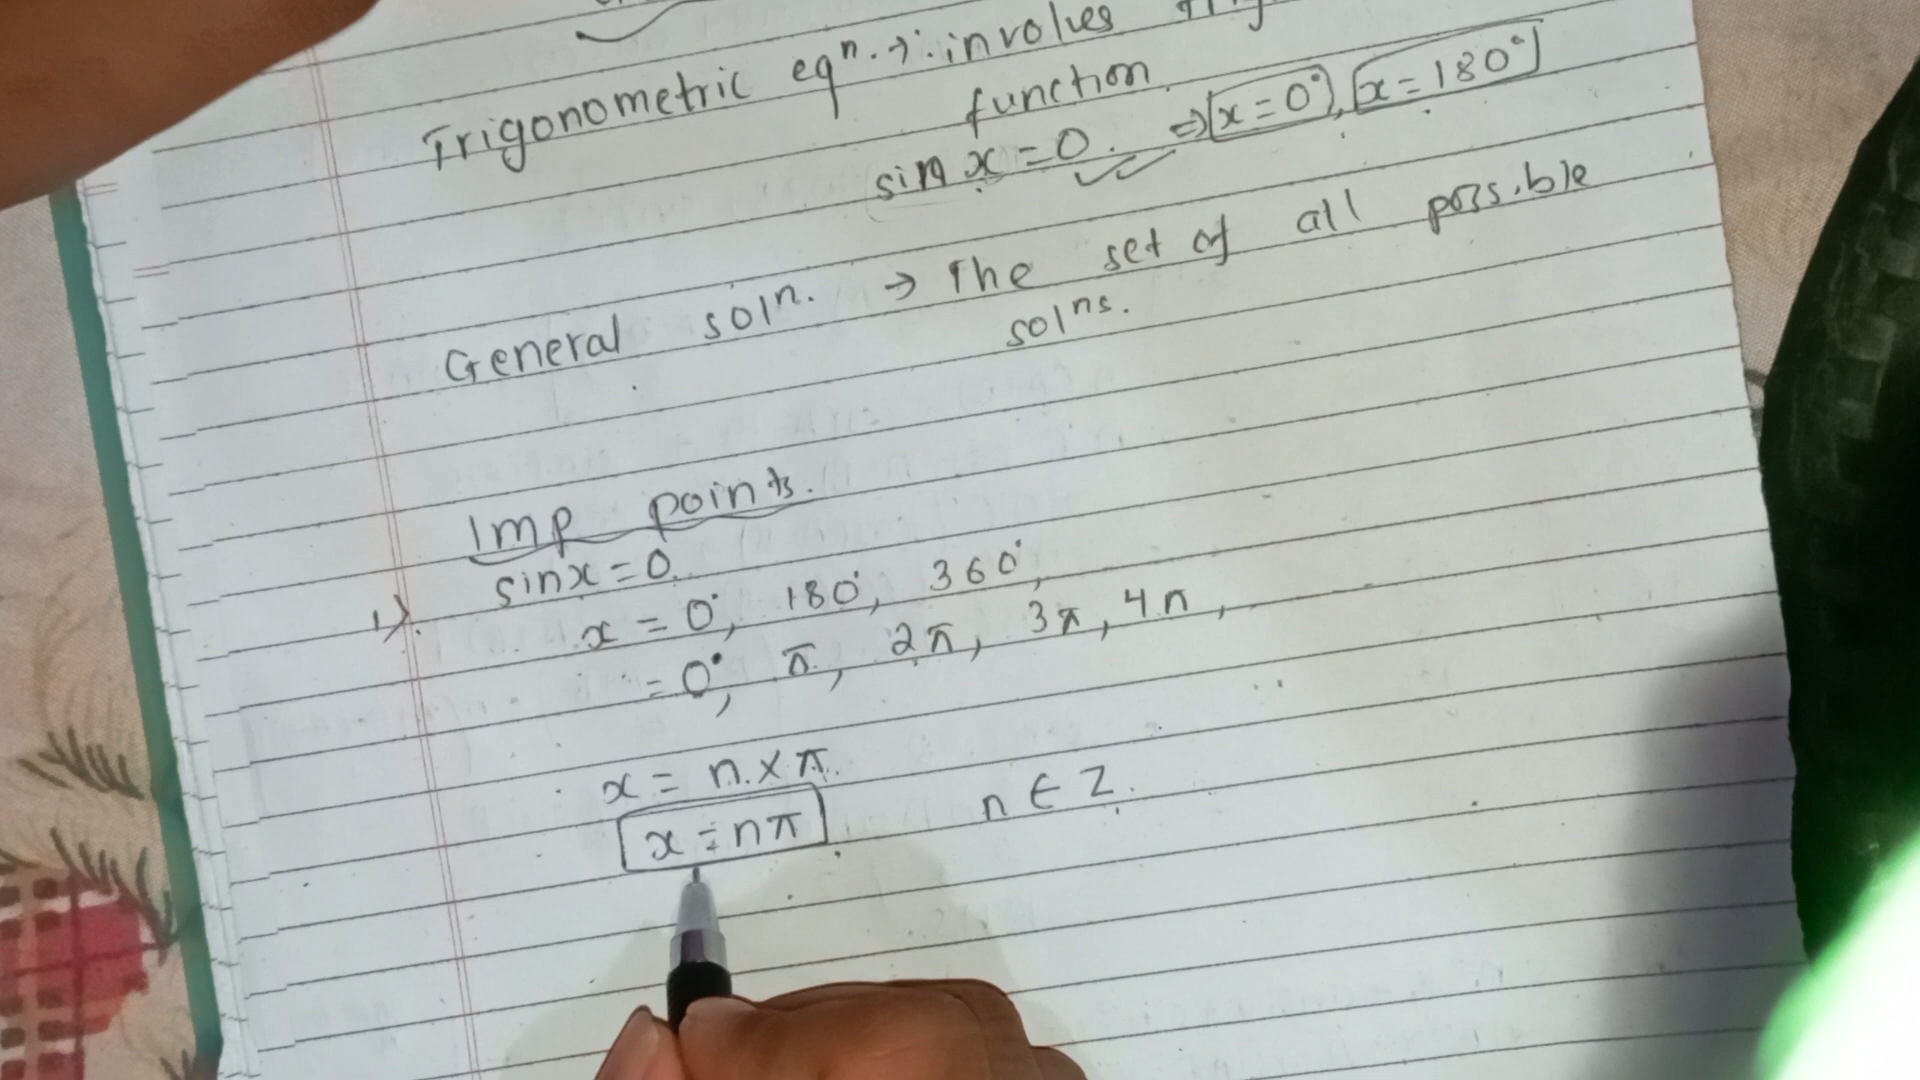 Trigonometric eqⁿ. →. involves
function.
sin x = 0. ⇒ x = 0°, x = 180°
General solⁿ. → The set of all possible
solⁿˢ.
Imp points.
1). sinx = 0.
x = 0°, 180°, 360°,
= 0°, π, 2π, 3π, 4π,
x = n. x π.
x = nπ n ∈ Z.